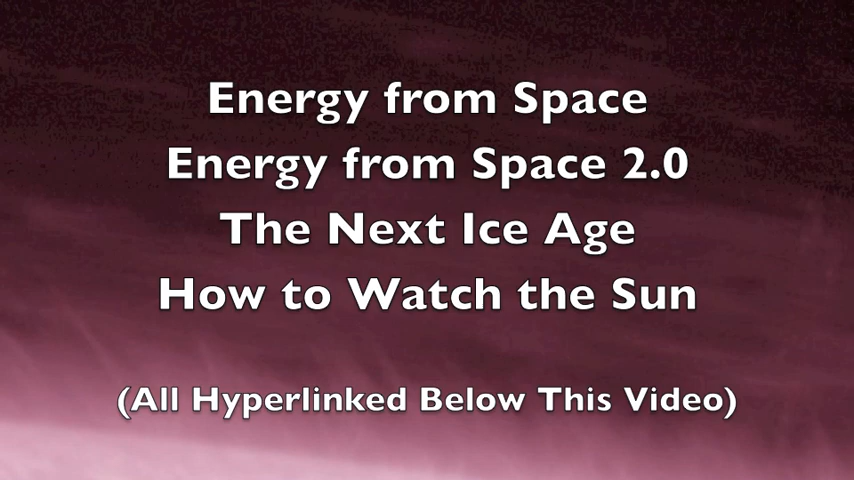 Energy from Space
Energy from Space 2.0
The Next Ice Age
How to Watch the Sun
(All Hyperlinked Below This Video)